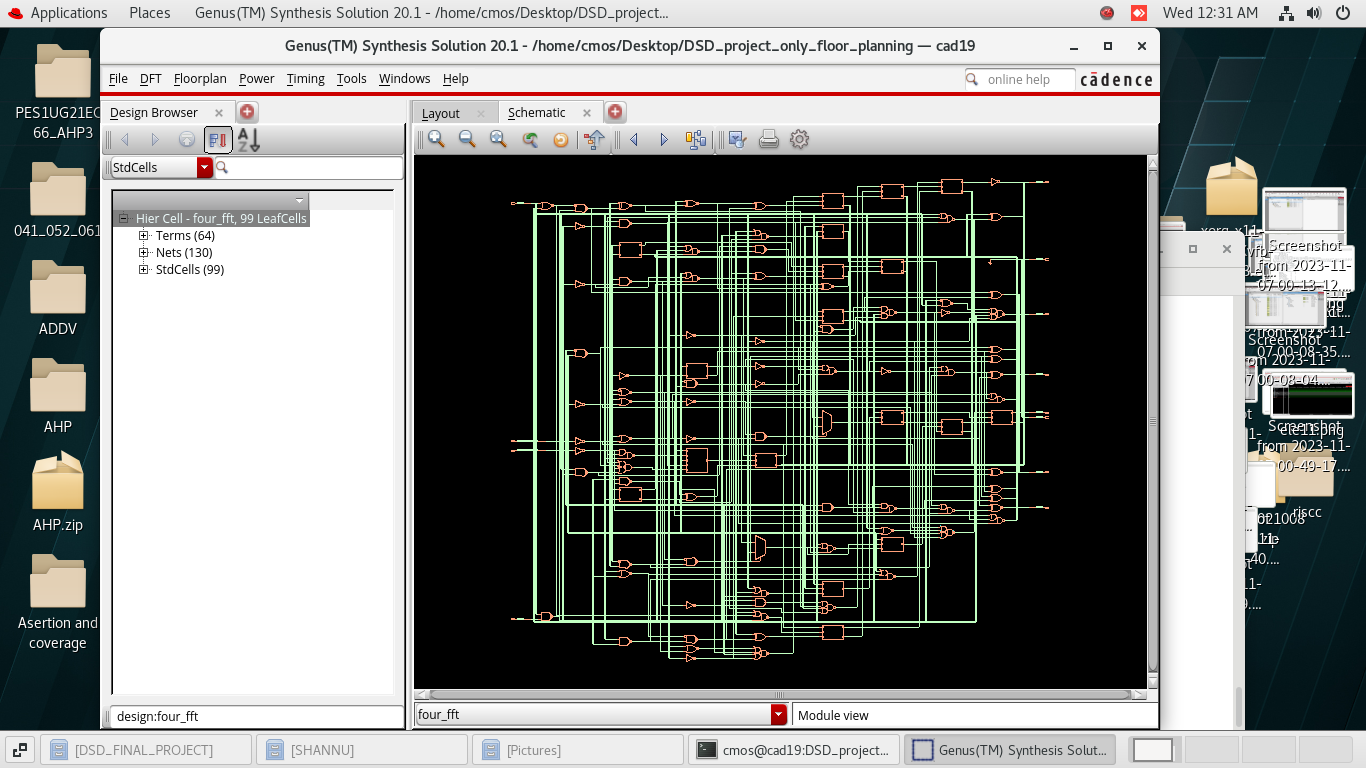 Applications Places Genus(TM) Synthesis Solution 20.1 - /home/cmos/Desktop/DSD_project... Wed 12:31 AM
Genus(TM) Synthesis Solution 20.1 - /home/cmos/Desktop/DSD_project_only_floor_planning — cad19
File DFT Floorplan Power Timing Tools Windows Help online help cādence
Design Browser
Layout Schematic
StdCells
Hier Cell - four_fft, 99 LeafCells
Terms (64)
Nets (130)
StdCells (99)
design:four_fft
four_fft Module view
PES1UG21EC
66_AHP3
041_052_061
ADDV
AHP
AHP.zip
Asertion and
coverage
Screenshot
from 2023-11-
07 00-13-12...
Screenshot
from 2023-11-
07 00-08-35...
from 2023-11-
00-08-04...
Screenshot
from 2023-11-
00-49-17...
riscc
[DSD_FINAL_PROJECT] [SHANNU] [Pictures] cmos@cad19:DSD_project... Genus(TM) Synthesis Solut...